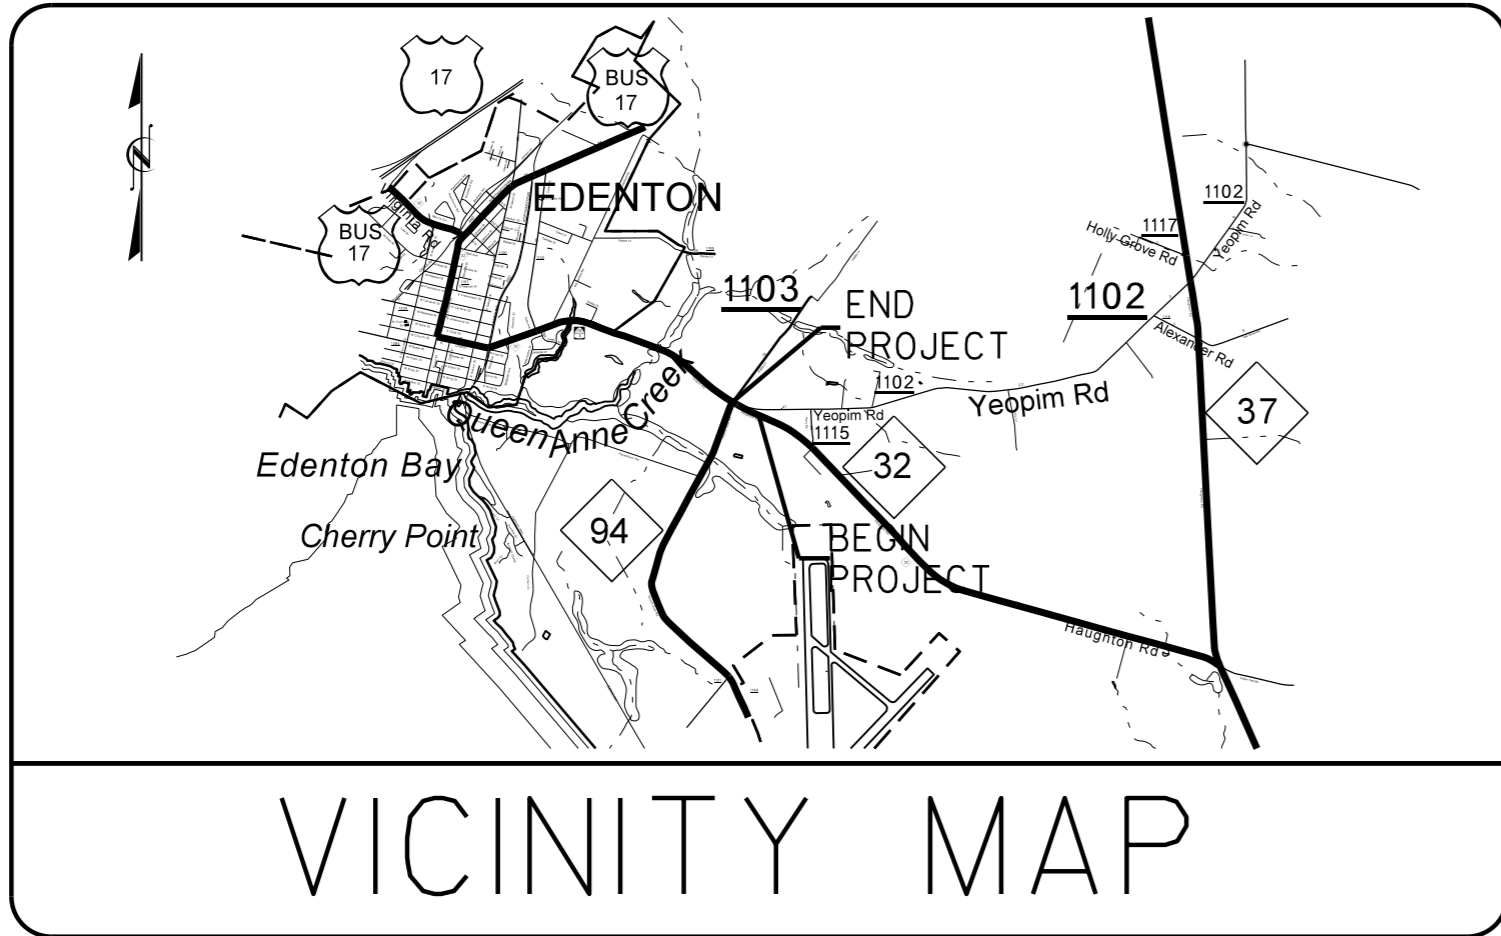 17
BUS
17
N
1102
EDENTON
Virginia Rd
BUS
17
1117
Holly Grove Rd
Yeopim Rd
1103
1102
END
PROJECT
Alexander Rd
1102
Yeopim Rd
Yeopim Rd
1115
37
Queen Anne Creek
Edenton Bay
32
94
Cherry Point
BEGIN
PROJECT
Haughton Rd
VICINITY MAP